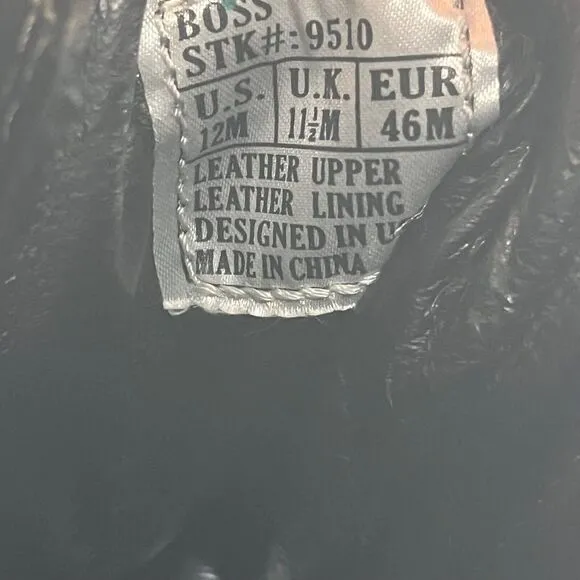 BOSS
STK#: 9510
U.S. U.K. EUR
12M 11½M 46M
LEATHER UPPER
LEATHER LINING
DESIGNED IN U
MADE IN CHINA